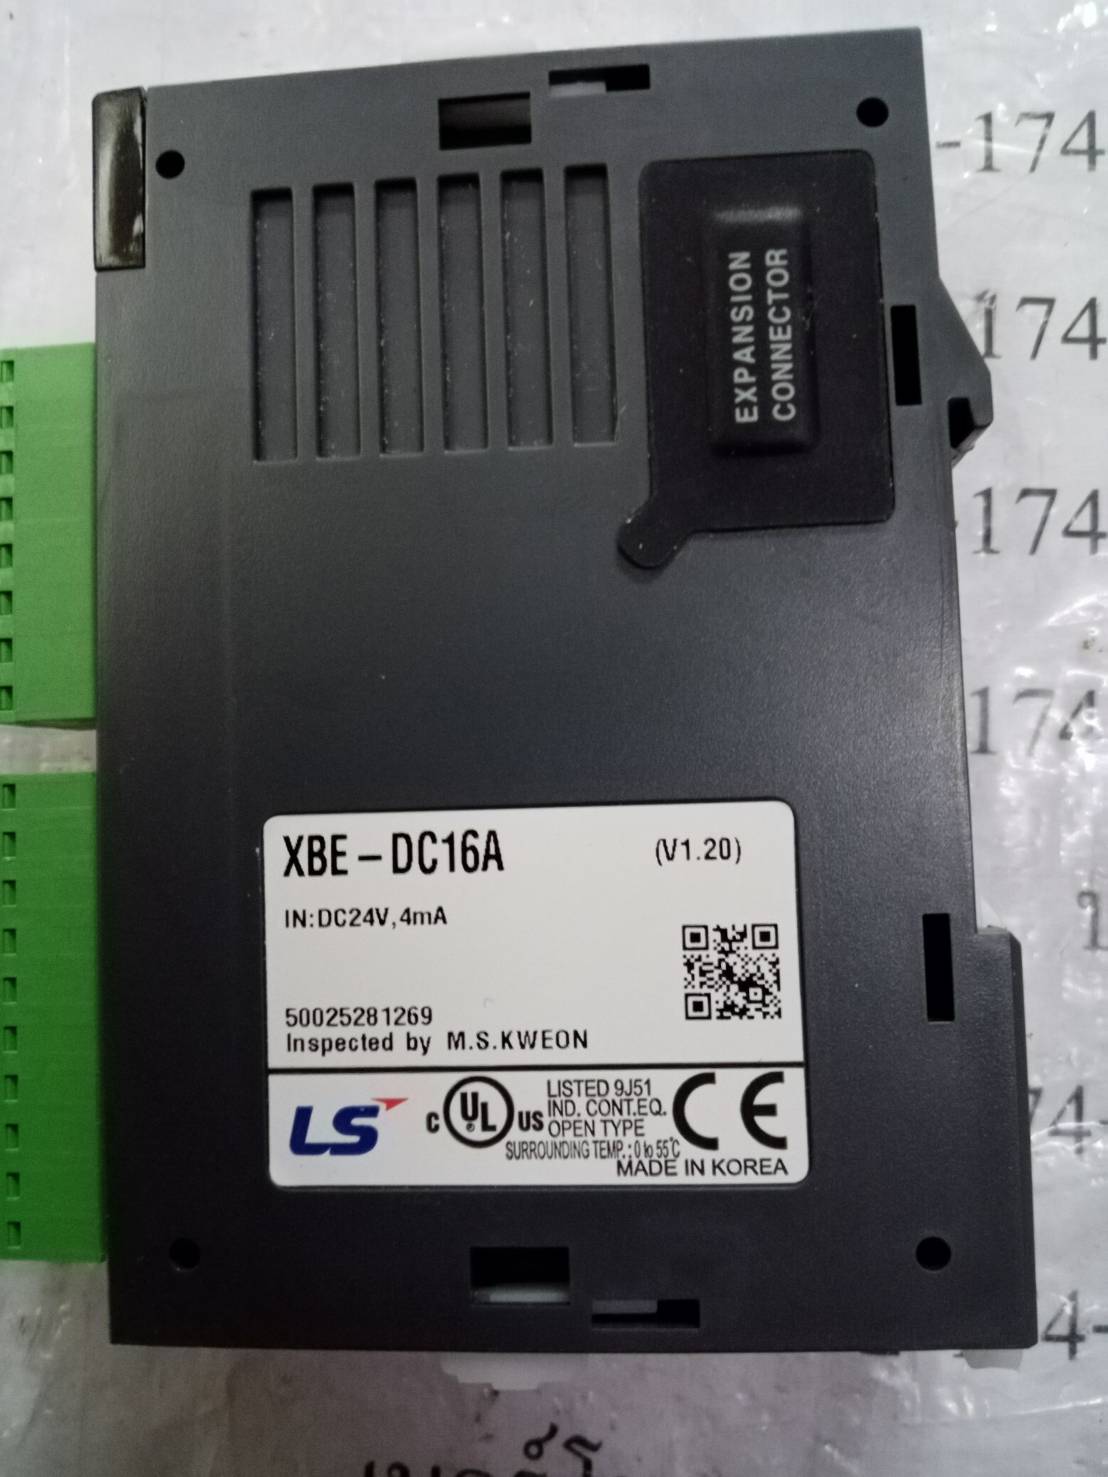 -174
174
EXPANSION
CONNECTOR
174
174
XBE-DC16A (V1.20)
IN:DC24V,4mA
50025281269
Inspected by M.S.KWEON
LS
c UL US
LISTED 9J51
IND. CONT.EQ.
OPEN TYPE
SURROUNDING TEMP.: 0 to 55℃
CE
MADE IN KOREA
74-
4-